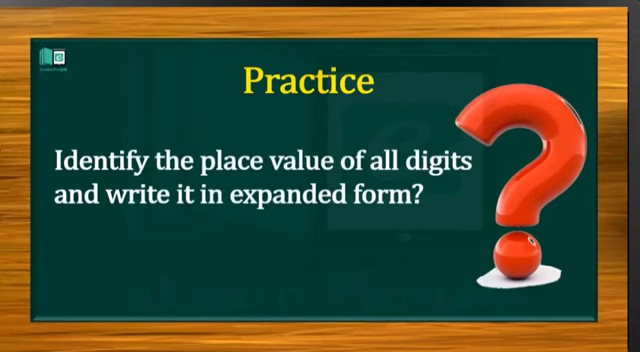 Practice
Identify the place value of all digits
and write it in expanded form?